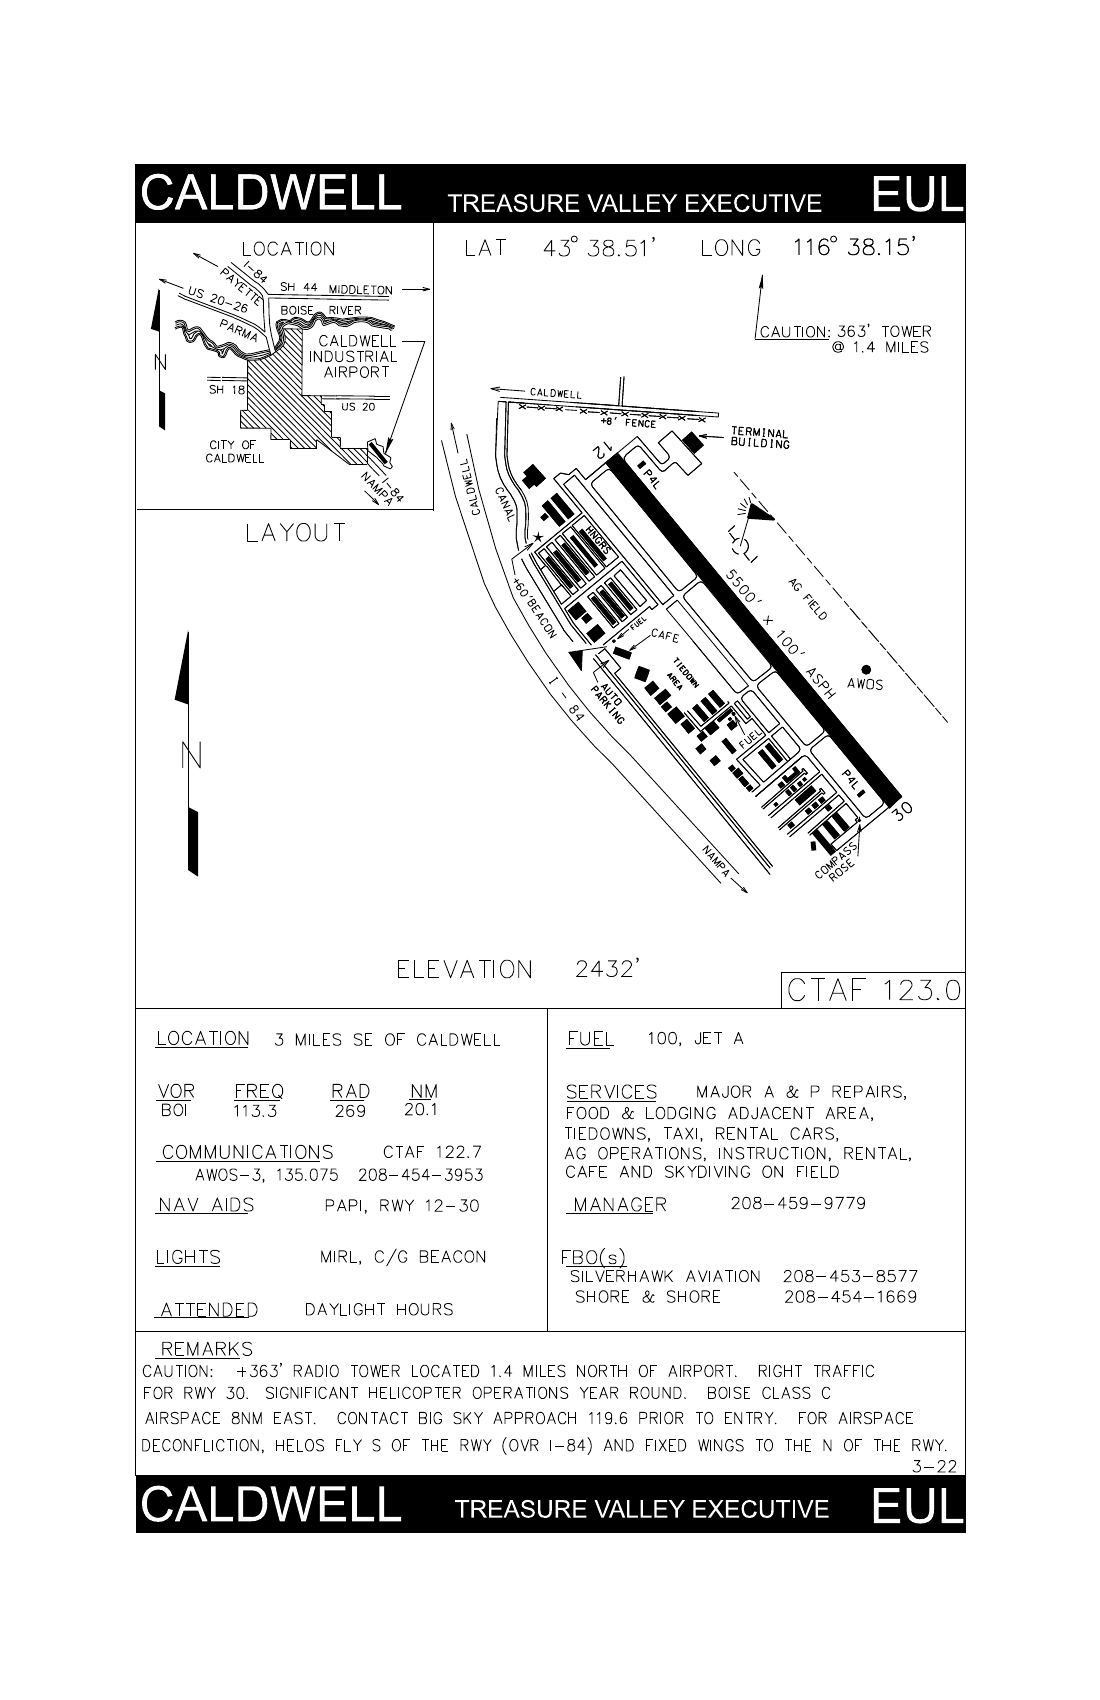 CALDWELL TREASURE VALLEY EXECUTIVE EUL
LOCATION
I-84
PAYETTE
SH 44 MIDDLETON
US 20-26
BOISE RIVER
PARMA
CALDWELL
INDUSTRIAL
AIRPORT
N
SH 18
US 20
CITY OF
CALDWELL
I-84
NAMPA
LAT 43° 38.51' LONG 116° 38.15'
CAUTION: 363' TOWER
@ 1.4 MILES
CALDWELL
+8' FENCE
TERMINAL
BUILDING
12
P4L
CALDWELL
CANAL
HNGRS
LAYOUT
5500' X 100' ASPH
AG FIELD
+60'BEACON
FUEL
CAFE
AWOS
TIEDOWN
AREA
AUTO
PARKING
I - 84
FUEL
N
P4L
30
NAMPA
COMPASS
ROSE
ELEVATION 2432'
CTAF 123.0
LOCATION 3 MILES SE OF CALDWELL
VOR FREQ RAD NM
BOI 113.3 269 20.1
COMMUNICATIONS CTAF 122.7
AWOS-3, 135.075 208-454-3953
NAV AIDS PAPI, RWY 12-30
LIGHTS MIRL, C/G BEACON
ATTENDED DAYLIGHT HOURS
FUEL 100, JET A
SERVICES MAJOR A & P REPAIRS,
FOOD & LODGING ADJACENT AREA,
TIEDOWNS, TAXI, RENTAL CARS,
AG OPERATIONS, INSTRUCTION, RENTAL,
CAFE AND SKYDIVING ON FIELD
MANAGER 208-459-9779
FBO(s)
SILVERHAWK AVIATION 208-453-8577
SHORE & SHORE 208-454-1669
REMARKS
CAUTION: +363' RADIO TOWER LOCATED 1.4 MILES NORTH OF AIRPORT. RIGHT TRAFFIC
FOR RWY 30. SIGNIFICANT HELICOPTER OPERATIONS YEAR ROUND. BOISE CLASS C
AIRSPACE 8NM EAST. CONTACT BIG SKY APPROACH 119.6 PRIOR TO ENTRY. FOR AIRSPACE
DECONFLICTION, HELOS FLY S OF THE RWY (OVR I-84) AND FIXED WINGS TO THE N OF THE RWY.
3-22
CALDWELL TREASURE VALLEY EXECUTIVE EUL